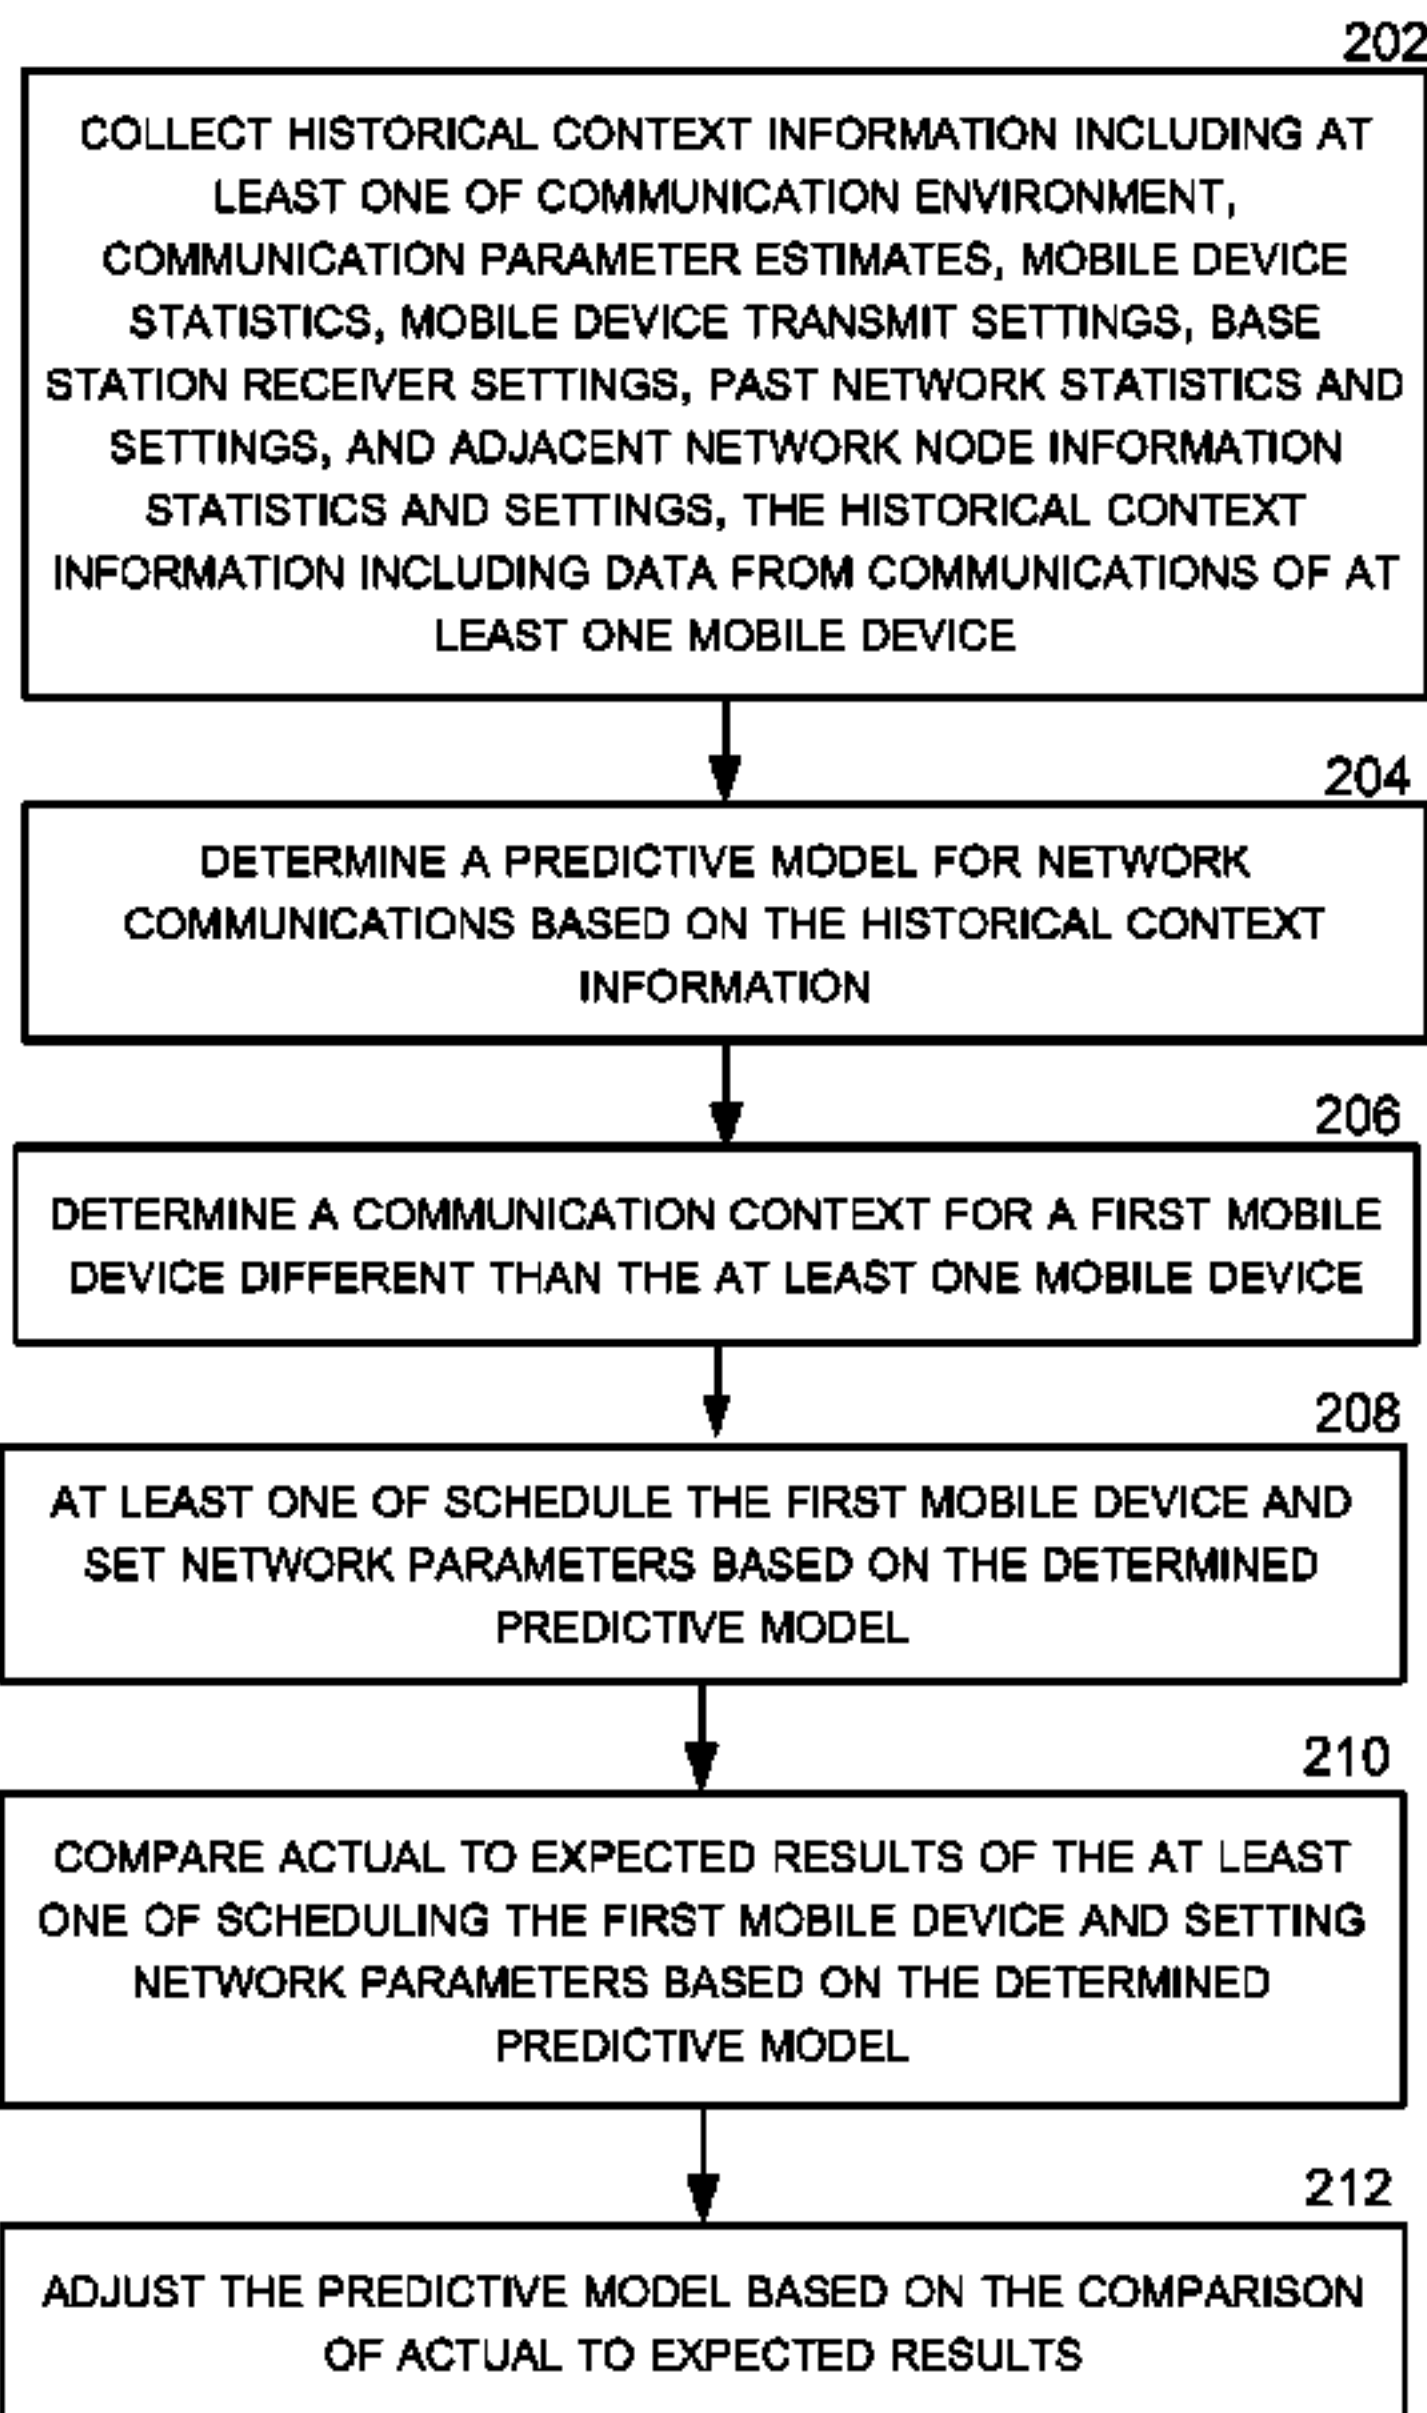 202
COLLECT HISTORICAL CONTEXT INFORMATION INCLUDING AT
LEAST ONE OF COMMUNICATION ENVIRONMENT,
COMMUNICATION PARAMETER ESTIMATES, MOBILE DEVICE
STATISTICS, MOBILE DEVICE TRANSMIT SETTINGS, BASE
STATION RECEIVER SETTINGS, PAST NETWORK STATISTICS AND
SETTINGS, AND ADJACENT NETWORK NODE INFORMATION
STATISTICS AND SETTINGS, THE HISTORICAL CONTEXT
INFORMATION INCLUDING DATA FROM COMMUNICATIONS OF AT
LEAST ONE MOBILE DEVICE
204
DETERMINE A PREDICTIVE MODEL FOR NETWORK
COMMUNICATIONS BASED ON THE HISTORICAL CONTEXT
INFORMATION
206
DETERMINE A COMMUNICATION CONTEXT FOR A FIRST MOBILE
DEVICE DIFFERENT THAN THE AT LEAST ONE MOBILE DEVICE
208
AT LEAST ONE OF SCHEDULE THE FIRST MOBILE DEVICE AND
SET NETWORK PARAMETERS BASED ON THE DETERMINED
PREDICTIVE MODEL
210
COMPARE ACTUAL TO EXPECTED RESULTS OF THE AT LEAST
ONE OF SCHEDULING THE FIRST MOBILE DEVICE AND SETTING
NETWORK PARAMETERS BASED ON THE DETERMINED
PREDICTIVE MODEL
212
ADJUST THE PREDICTIVE MODEL BASED ON THE COMPARISON
OF ACTUAL TO EXPECTED RESULTS